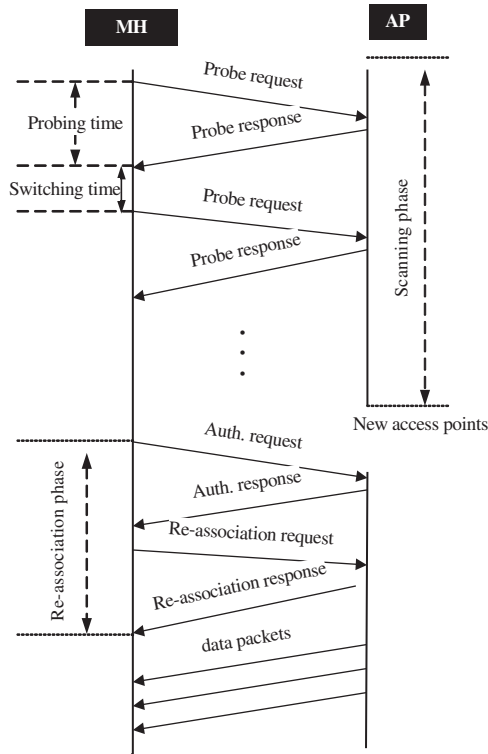 MH
AP
Probe request
Probing time
Probe response
Switching time
Probe request
Probe response
Scanning phase
New access points
Auth. request
Auth. response
Re-association phase
Re-association request
Re-association response
data packets